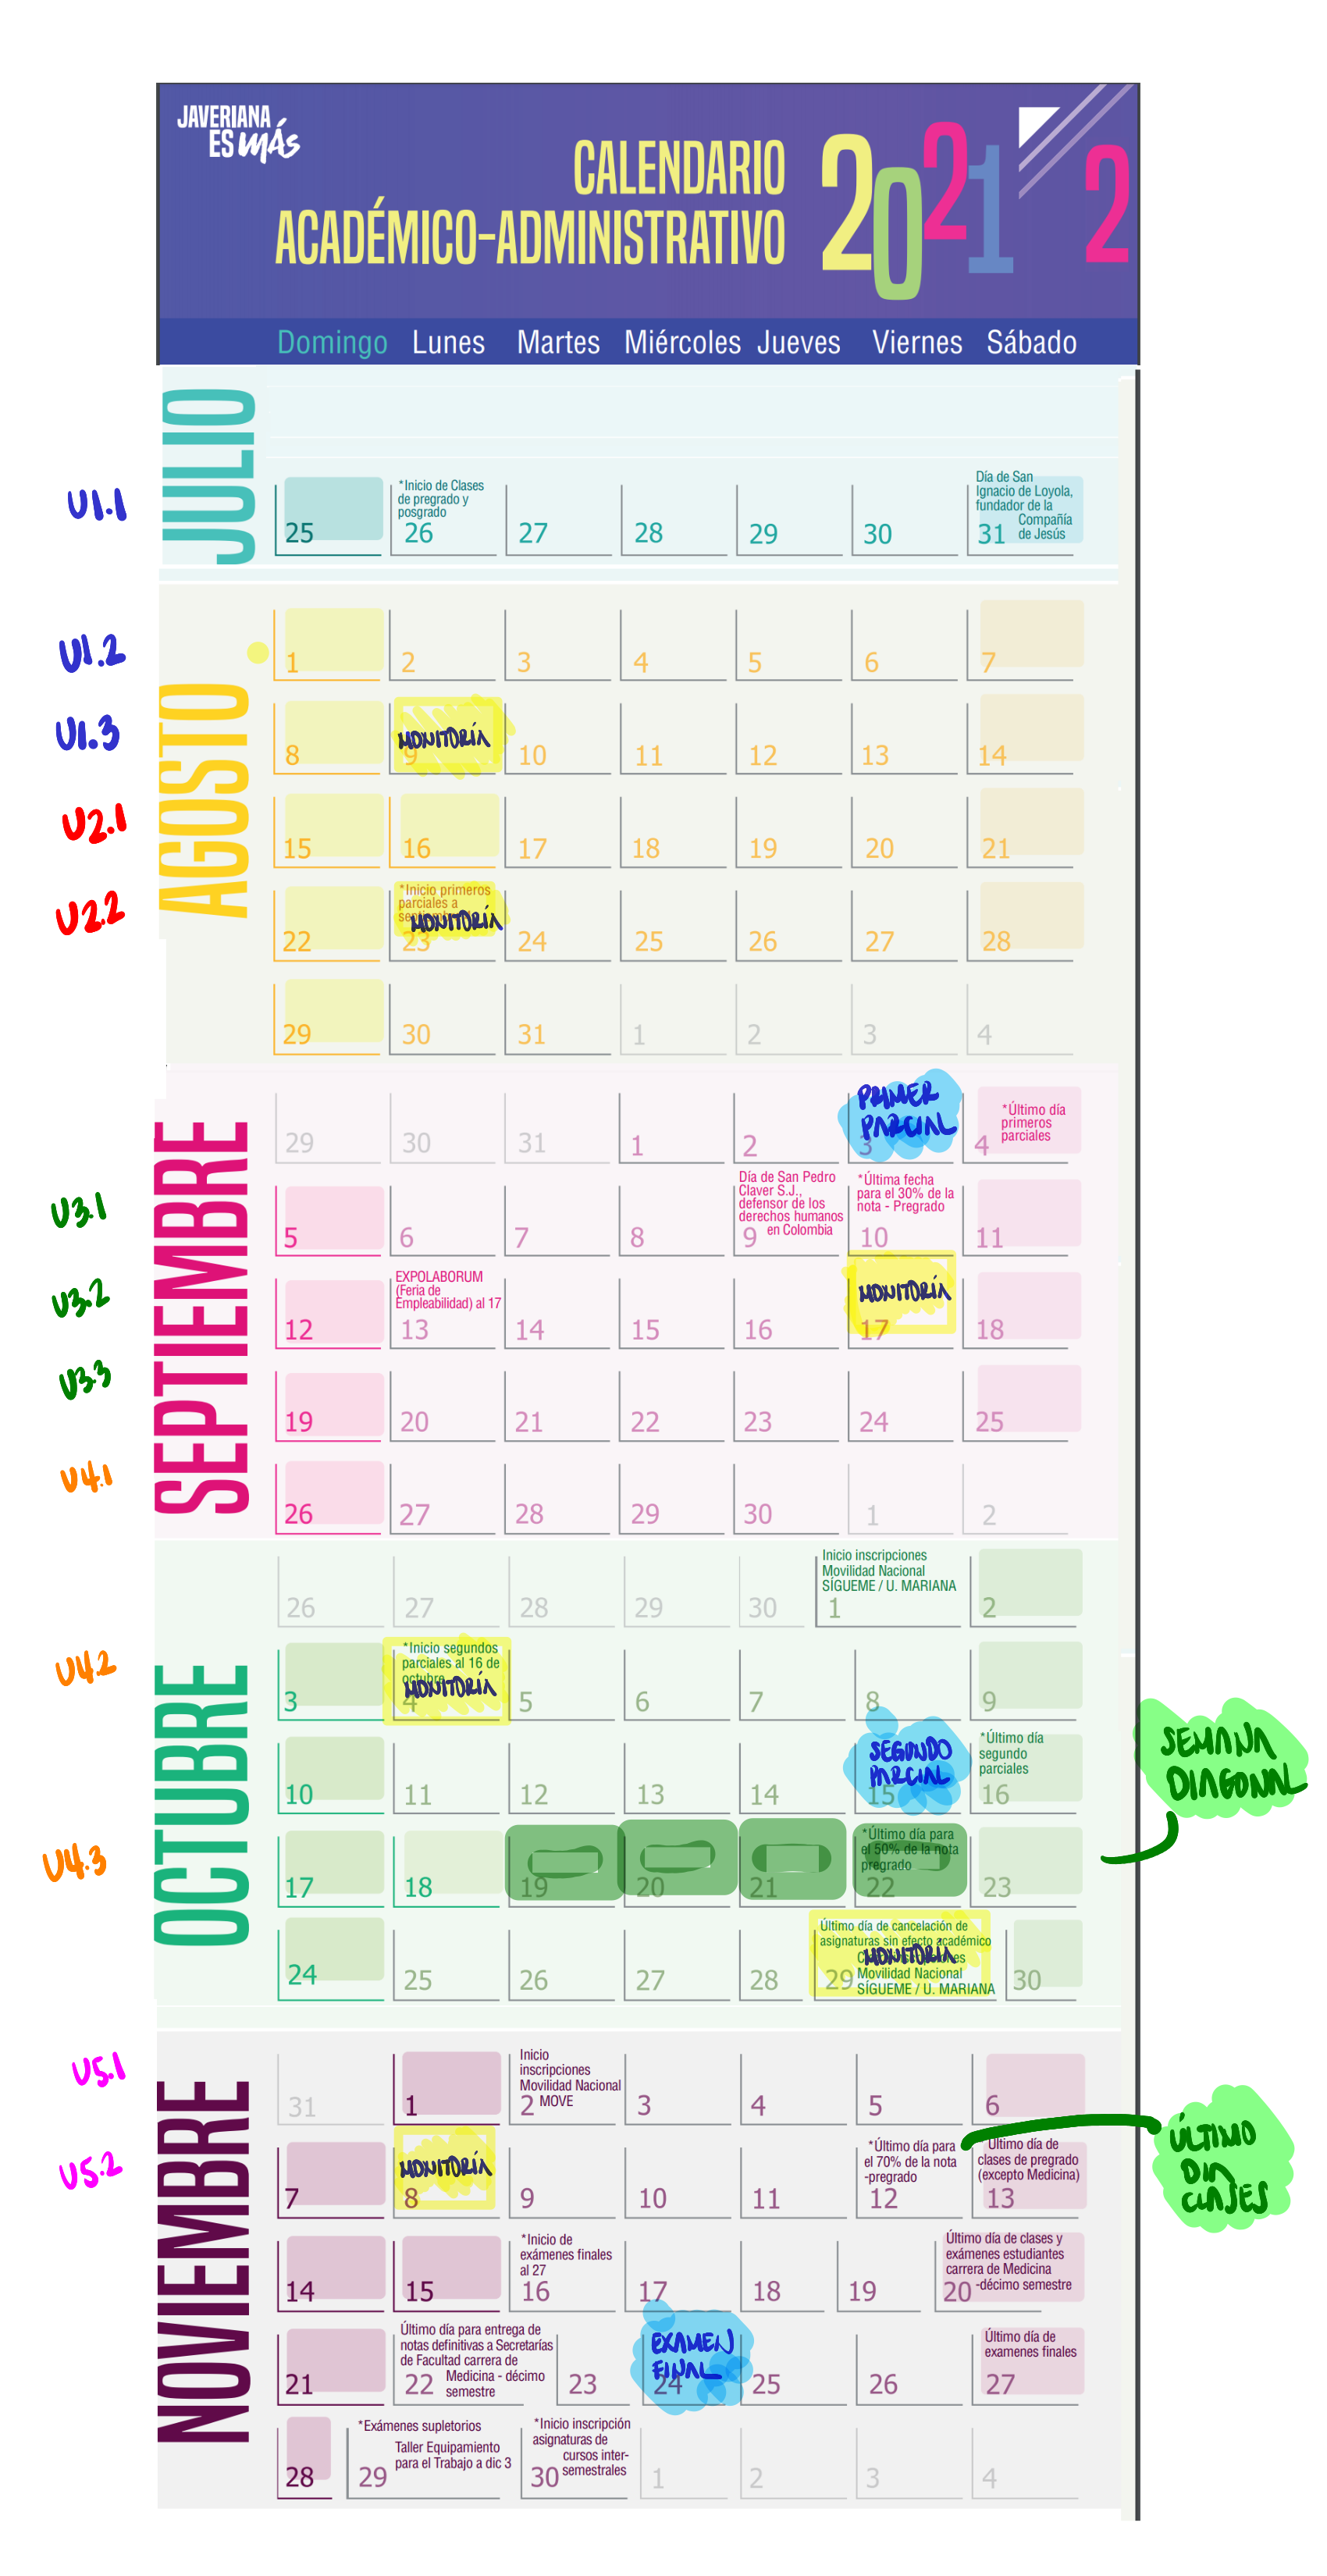 JAVERIANA
ES MÁS
CALENDARIO
ACADÉMICO-ADMINISTRATIVO
2021 2
Domingo Lunes Martes Miércoles Jueves Viernes Sábado
JULIO
U1.1
*Inicio de Clases
de pregrado y
posgrado
Día de San
Ignacio de Loyola,
fundador de la
Compañía
de Jesús
25 26 27 28 29 30 31
AGOSTO
U1.2
1 2 3 4 5 6 7
U1.3
MONITORÍA
8 9 10 11 12 13 14
U2.1
15 16 17 18 19 20 21
U2.2
*Inicio primeros
parciales a
MONITORÍA
22 23 24 25 26 27 28
29 30 31 1 2 3 4
SEPTIEMBRE
PRIMER
PARCIAL
*Último día
primeros
parciales
29 30 31 1 2 3 4
U3.1
Día de San Pedro
Claver S.J.,
defensor de los
derechos humanos
en Colombia
*Última fecha
para el 30% de la
nota - Pregrado
5 6 7 8 9 10 11
U3.2
EXPOLABORUM
(Feria de
Empleabilidad) al 17
MONITORÍA
12 13 14 15 16 17 18
U3.3
19 20 21 22 23 24 25
U4.1
26 27 28 29 30 1 2
OCTUBRE
Inicio inscripciones
Movilidad Nacional
SÍGUEME / U. MARIANA
26 27 28 29 30 1 2
U4.2
*Inicio segundos
parciales al 16 de
octubre
MONITORÍA
3 4 5 6 7 8 9
SEGUNDO
PARCIAL
*Último día
segundo
parciales
10 11 12 13 14 15 16
SEMANA
DIAGONAL
U4.3
*Último día para
el 50% de la nota
pregrado
17 18 19 20 21 22 23
Último día de cancelación de
asignaturas sin efecto académico
MONITORÍA
Movilidad Nacional
SÍGUEME / U. MARIANA
24 25 26 27 28 29 30
NOVIEMBRE
U5.1
Inicio
inscripciones
Movilidad Nacional
MOVE
31 1 2 3 4 5 6
U5.2
MONITORÍA
*Último día para
el 70% de la nota
-pregrado
Último día de
clases de pregrado
(excepto Medicina)
7 8 9 10 11 12 13
ÚLTIMO
DIA
CLASES
*Inicio de
exámenes finales
al 27
Último día de clases y
exámenes estudiantes
carrera de Medicina
-décimo semestre
14 15 16 17 18 19 20
Último día para entrega de
notas definitivas a Secretarías
de Facultad carrera de
Medicina - décimo
semestre
EXAMEN
FINAL
Último día de
examenes finales
21 22 23 24 25 26 27
*Exámenes supletorios
Taller Equipamiento
para el Trabajo a dic 3
*Inicio inscripción
asignaturas de
cursos inter-
semestrales
28 29 30 1 2 3 4